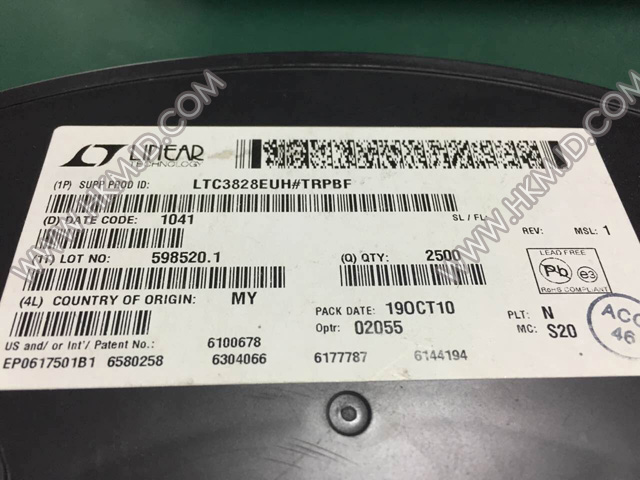 LINEAR
TECHNOLOGY
(1P) SUPP PROD ID: LTC3828EUH#TRPBF
(D) DATE CODE: 1041
SL / FL:
REV: MSL: 1
(1T) LOT NO: 598520.1 (Q) QTY: 2500
LEAD FREE
Pb e3
RoHS COMPLIANT
(4L) COUNTRY OF ORIGIN: MY
PACK DATE: 19OCT10 PLT: N
Optr: 02055 MC: S20
ACC
46
US and/ or Int'/ Patent No.: 6100678
EP0617501B1 6580258 6304066 6177787 6144194
WWW.HKMJD.COM
WWW.HKMJD.COM